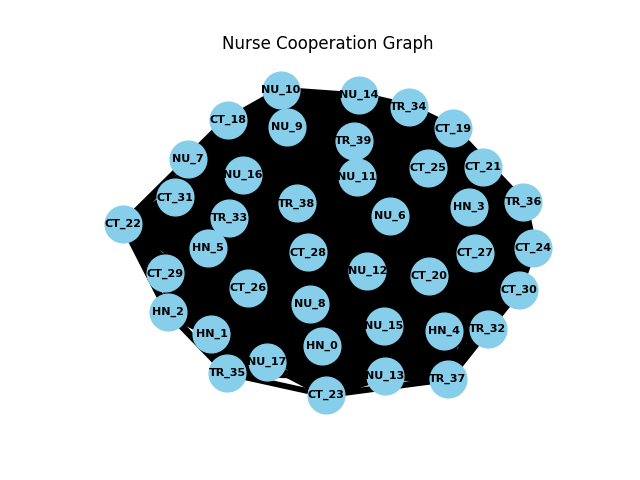 Nurse Cooperation Graph
NU_10
NU_14
TR_34
CT_18
NU_9
CT_19
TR_39
NU_7
CT_25
CT_21
NU_16
NU_11
CT_31
TR_38
TR_36
HN_3
TR_33
NU_6
CT_22
HN_5
CT_28
CT_27
CT_24
CT_29
NU_12
CT_20
CT_26
CT_30
NU_8
HN_2
NU_15
HN_1
HN_4
TR_32
HN_0
NU_17
TR_35
NU_13
TR_37
CT_23